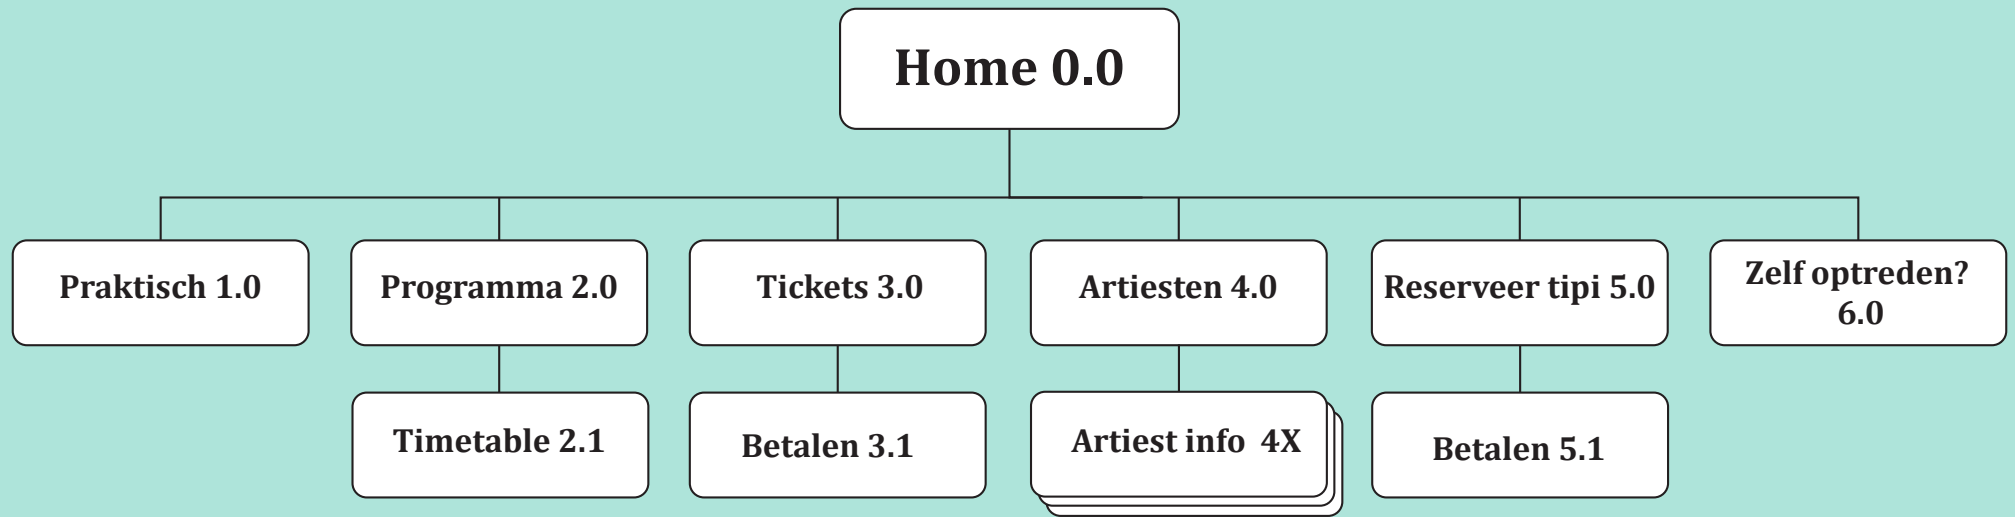 Home 0.0
Praktisch 1.0
Programma 2.0
Tickets 3.0
Artiesten 4.0
Reserveer tipi 5.0
Zelf optreden?
6.0
Timetable 2.1
Betalen 3.1
Artiest info 4X
Betalen 5.1